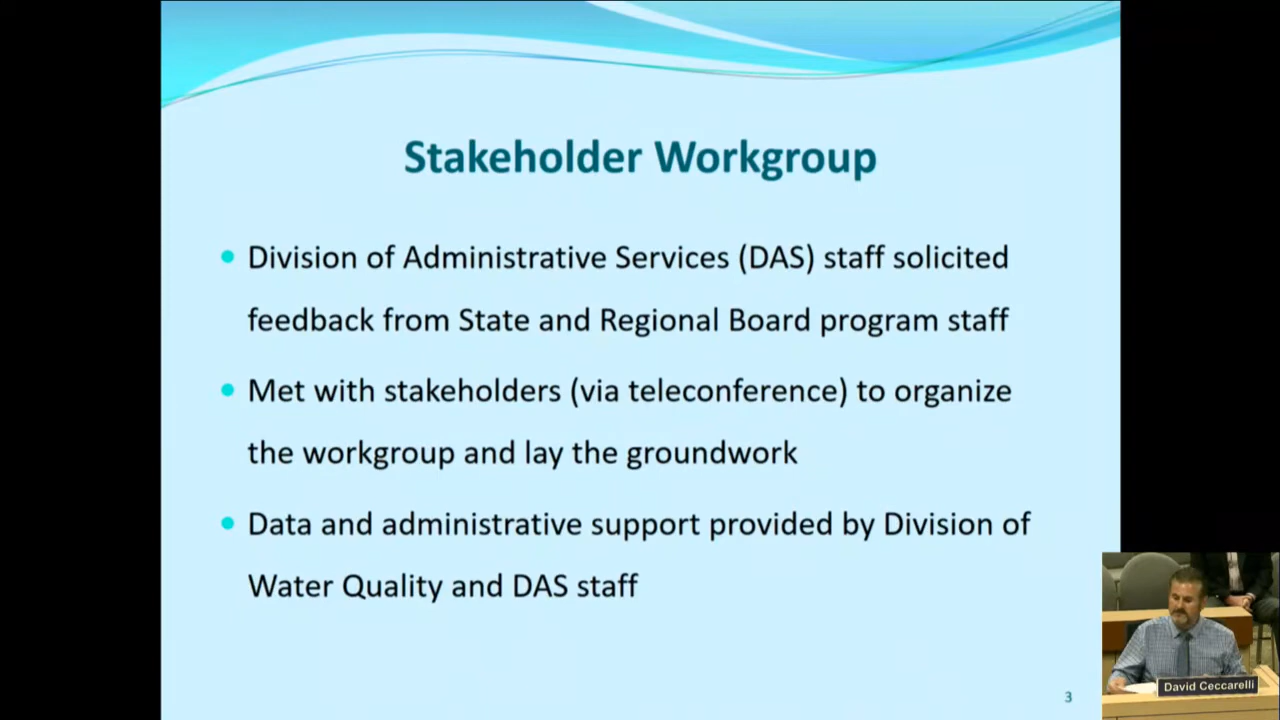 Stakeholder Workgroup
• Division of Administrative Services (DAS) staff solicited
feedback from State and Regional Board program staff
• Met with stakeholders (via teleconference) to organize
the workgroup and lay the groundwork
• Data and administrative support provided by Division of
Water Quality and DAS staff
3
David Ceccarelli